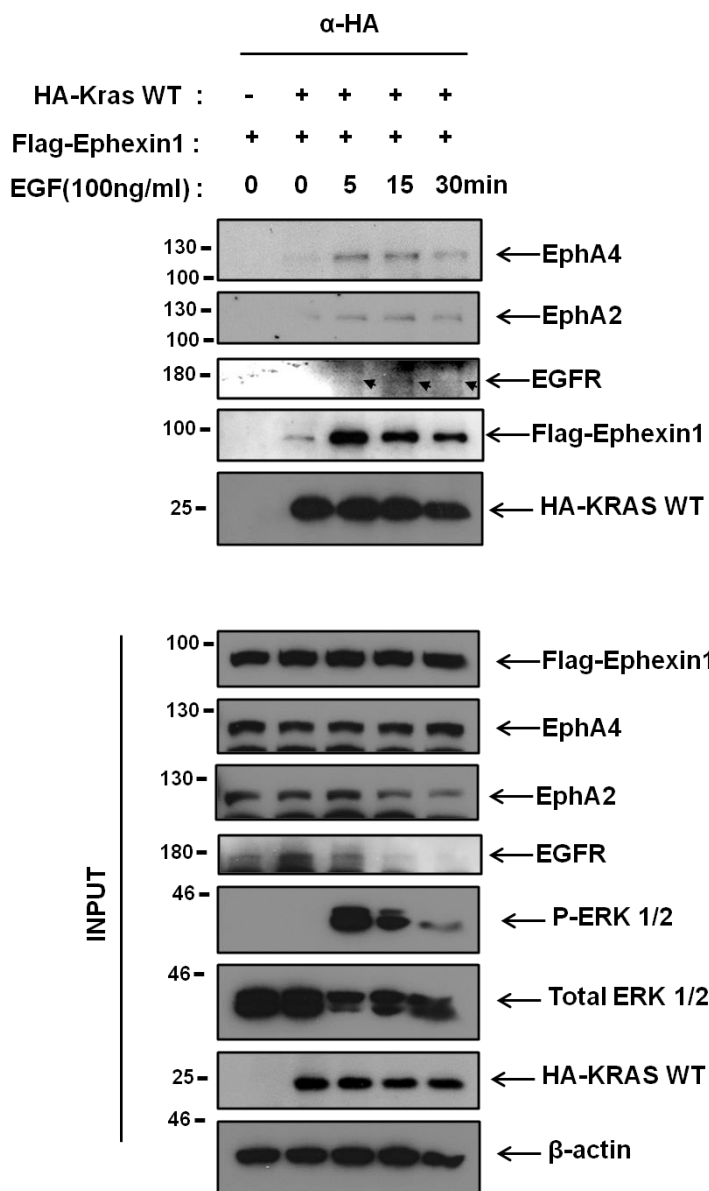 α-HA
HA-Kras WT : - + + + +
Flag-Ephexin1 : + + + + +
EGF(100ng/ml) : 0 0 5 15 30min
130
100
EphA4
130
100
EphA2
180
EGFR
100
Flag-Ephexin1
25
HA-KRAS WT
INPUT
100
Flag-Ephexin1
130
EphA4
130
EphA2
180
EGFR
46
P-ERK 1/2
46
Total ERK 1/2
25
HA-KRAS WT
46
β-actin